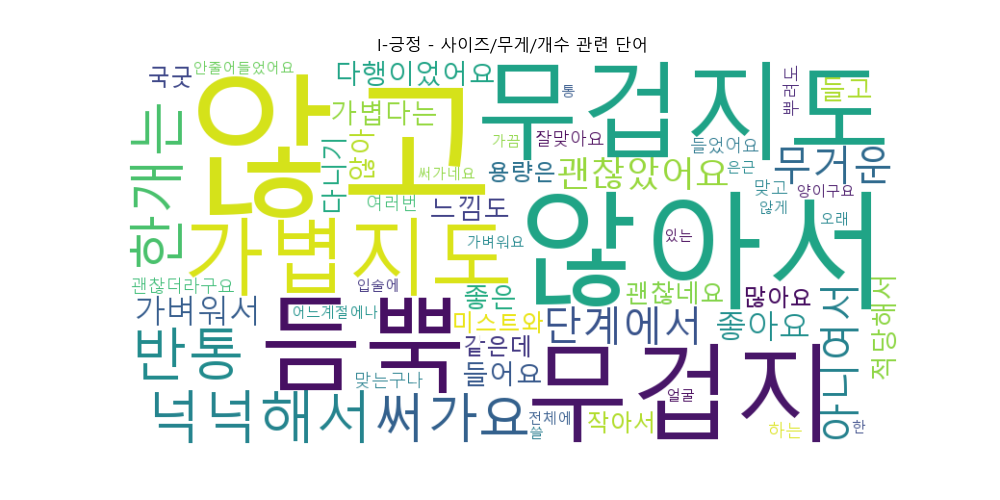 I-긍정 - 사이즈/무게/개수 관련 단어
국굿
안줄어들었어요
다행이었어요
않고
무겁지도
통
뿌려도
들고
가볍다는
한개는
다니기
않아
가끔
잘맞아요
들었어요
무거운
써가네요
용량은
괜찮았어요
은근
여러번
느낌도
맞고
양이구요
않게
오래
가볍지도
않아서
가벼워요
있는
괜찮더라구요
입술에
좋은
괜찮네요
많아요
적당해서
가벼워서
어느계절에나
듬뿍
미스트와
단계에서
좋아요
아니여서
반통
같은데
들어요
무겁지
맞는구나
얼굴
넉넉해서
써가요
전체에
쓸
작아서
하는
한